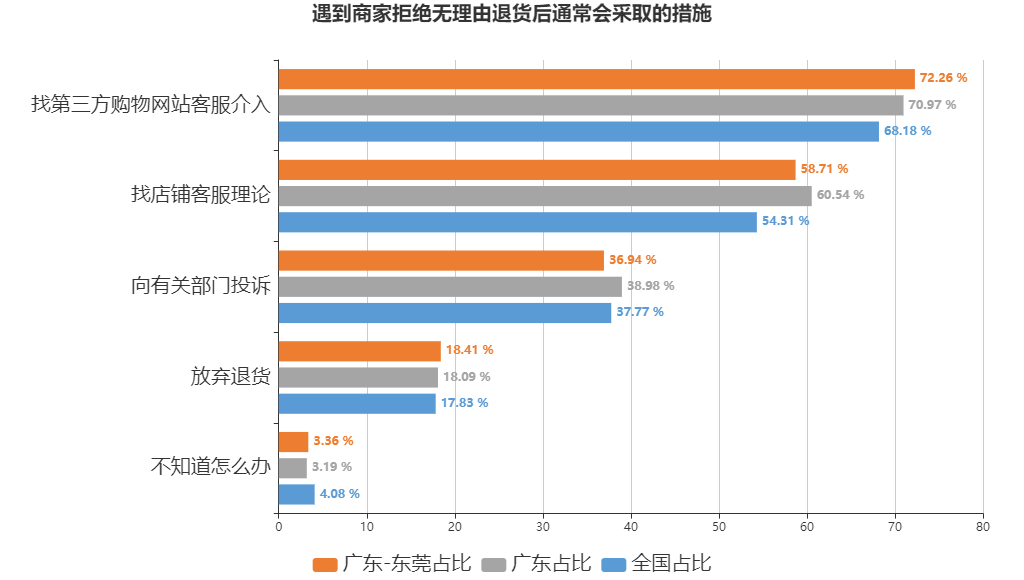 遇到商家拒绝无理由退货后通常会采取的措施
找第三方购物网站客服介入
72.26 %
70.97 %
68.18 %
找店铺客服理论
58.71 %
60.54 %
54.31 %
向有关部门投诉
36.94 %
38.98 %
37.77 %
放弃退货
18.41 %
18.09 %
17.83 %
不知道怎么办
3.36 %
3.19 %
4.08 %
0 10 20 30 40 50 60 70 80
广东-东莞占比 广东占比 全国占比